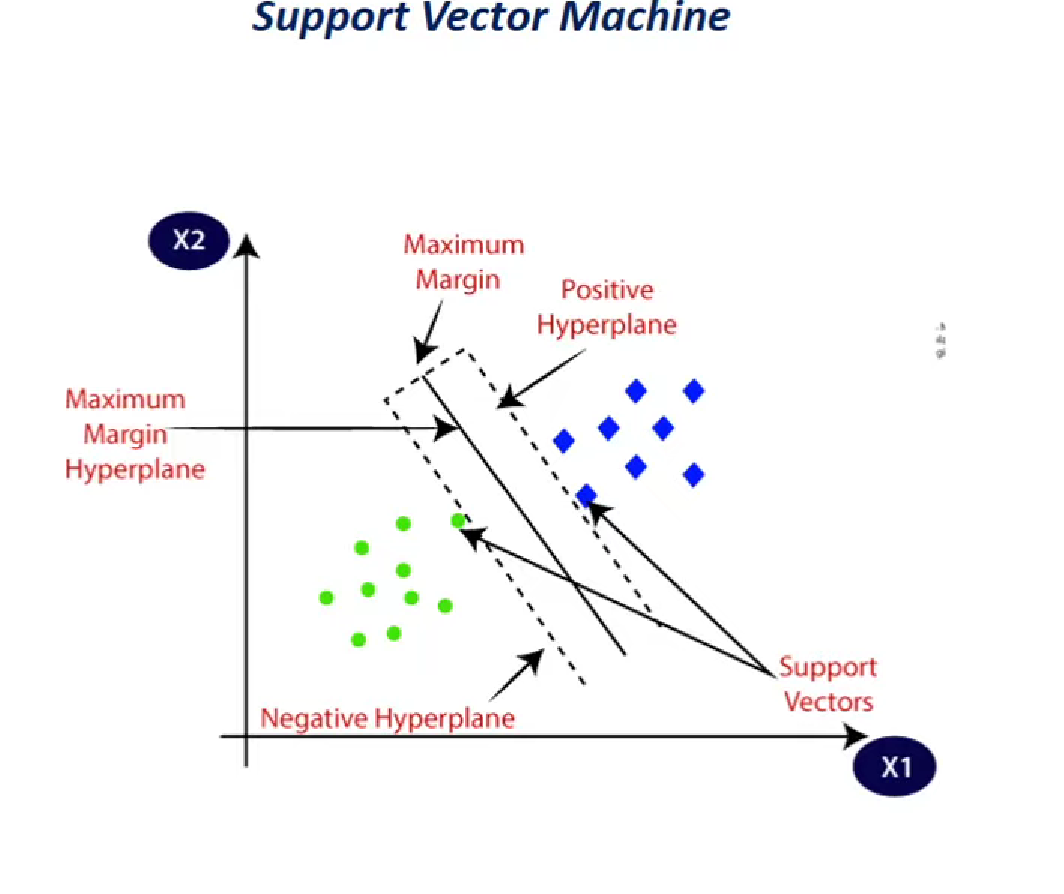 Support Vector Machine
X2
Maximum
Margin
Positive
Hyperplane
Maximum
Margin
Hyperplane
Support
Vectors
Negative Hyperplane
X1